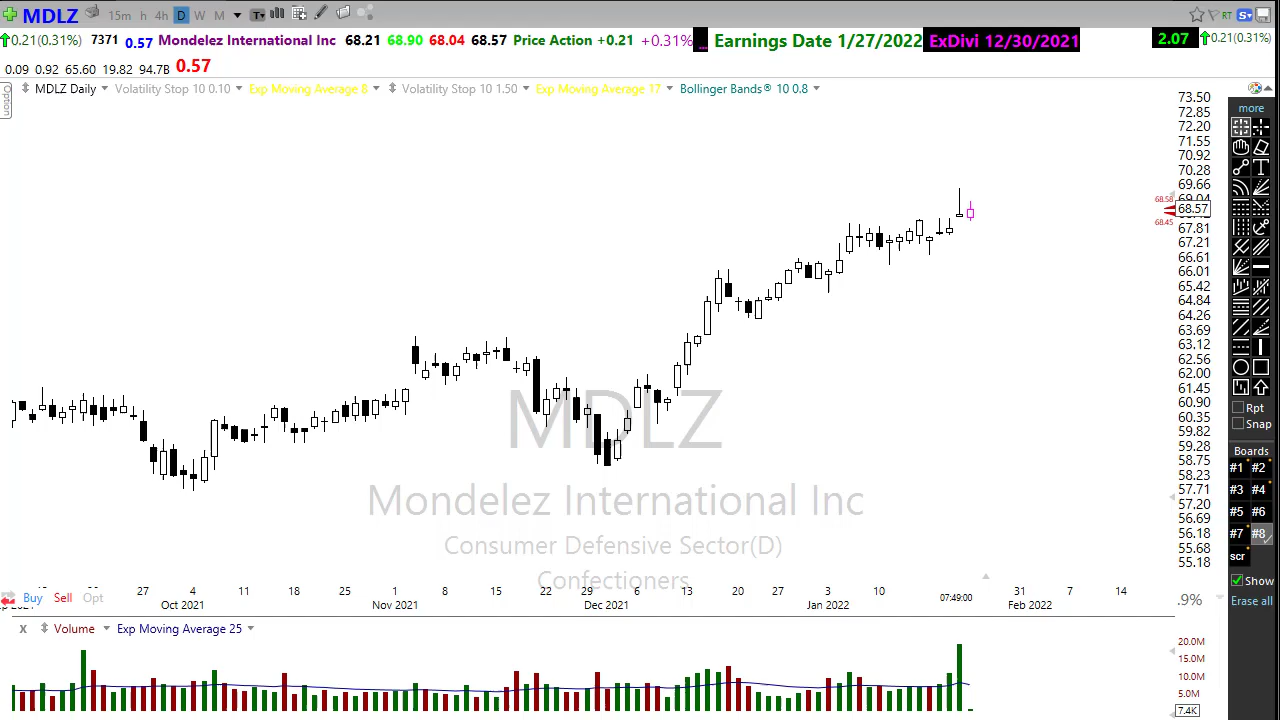 MDLZ 15m h 4h D W M T RT S
0.21(0.31%) 7371 0.57 Mondelez International Inc 68.21 68.90 68.04 68.57 Price Action +0.21 +0.31% ... Earnings Date 1/27/2022 ExDivi 12/30/2021 2.07 0.21(0.31%)
0.09 0.92 65.60 19.82 94.7B 0.57
Option
MDLZ Daily Volatility Stop 10 0.10 Exp Moving Average 8 Volatility Stop 10 1.50 Exp Moving Average 17 Bollinger Bands® 10 0.8
73.50
72.85
72.20
71.55
70.92
70.28
69.66
69.04
68.58
68.57
68.45
67.81
67.21
66.61
66.01
65.42
64.84
64.26
63.69
63.12
62.56
62.00
61.45
60.90
60.35
59.82
59.28
58.75
58.23
57.71
57.20
56.69
56.18
55.68
55.18
more
Rpt
Snap
Boards
#1 #2
#3 #4
#5 #6
#7 #8
scr
Show
Erase all
MDLZ
Mondelez International Inc
Consumer Defensive Sector(D)
Confectioners
27 4 11 18 25 1 8 15 22 29 6 13 20 27 3 10 07:49:00 31 7 14
Buy Sell Opt
Oct 2021 Nov 2021 Dec 2021 Jan 2022 Feb 2022
.9%
x Volume Exp Moving Average 25
20.0M
15.0M
10.0M
5.0M
7.4K